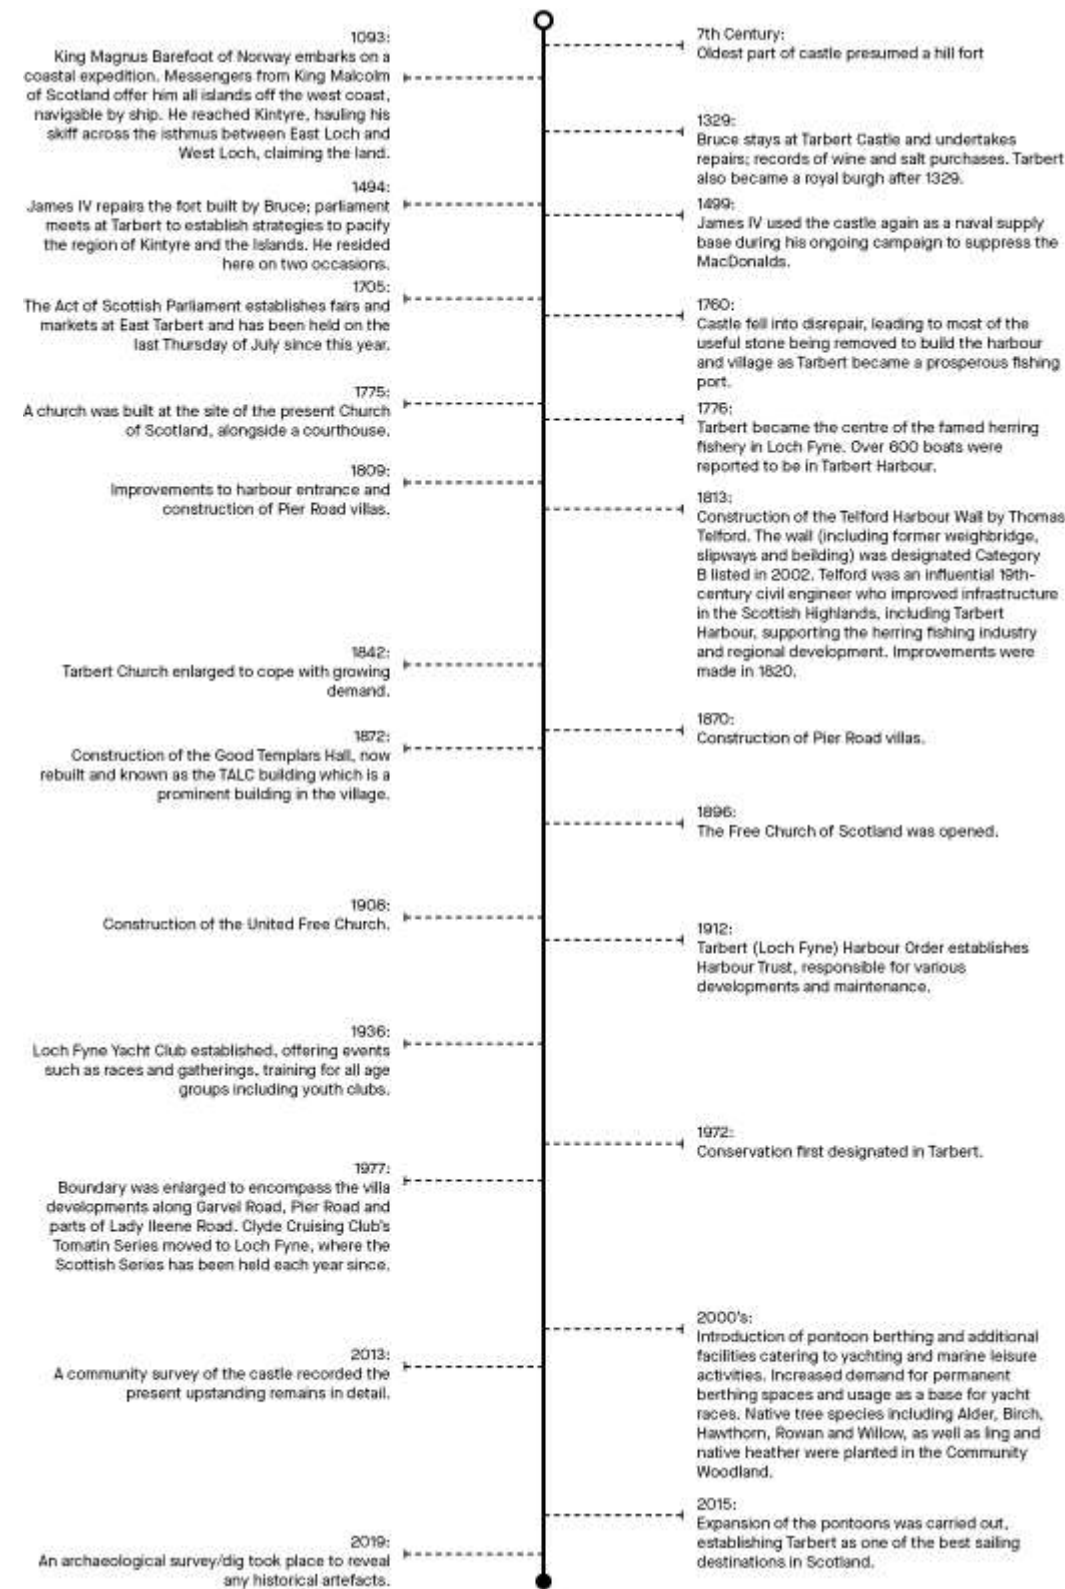 7th Century:
Oldest part of castle presumed a hill fort
1093:
King Magnus Barefoot of Norway embarks on a
coastal expedition. Messengers from King Malcolm
of Scotland offer him all islands off the west coast,
navigable by ship. He reached Kintyre, hauling his
skiff across the isthmus between East Loch and
West Loch, claiming the land.
1329:
Bruce stays at Tarbert Castle and undertakes
repairs; records of wine and salt purchases. Tarbert
also became a royal burgh after 1329.
1494:
James IV repairs the fort built by Bruce; parliament
meets at Tarbert to establish strategies to pacify
the region of Kintyre and the Islands. He resided
here on two occasions.
1499:
James IV used the castle again as a naval supply
base during his ongoing campaign to suppress the
MacDonalds.
1705:
The Act of Scottish Parliament establishes fairs and
markets at East Tarbert and has been held on the
last Thursday of July since this year.
1760:
Castle fell into disrepair, leading to most of the
useful stone being removed to build the harbour
and village as Tarbert became a prosperous fishing
port.
1775:
A church was built at the site of the present Church
of Scotland, alongside a courthouse.
1776:
Tarbert became the centre of the famed herring
fishery in Loch Fyne. Over 600 boats were
reported to be in Tarbert Harbour.
1809:
Improvements to harbour entrance and
construction of Pier Road villas.
1813:
Construction of the Telford Harbour Wall by Thomas
Telford. The wall (including former weighbridge,
slipways and beilding) was designated Category
B listed in 2002. Telford was an influential 19th-
century civil engineer who improved infrastructure
in the Scottish Highlands, including Tarbert
Harbour, supporting the herring fishing industry
and regional development. Improvements were
made in 1820.
1842:
Tarbert Church enlarged to cope with growing
demand.
1870:
Construction of Pier Road villas.
1872:
Construction of the Good Templars Hall, now
rebuilt and known as the TALC building which is a
prominent building in the village.
1896:
The Free Church of Scotland was opened.
1908:
Construction of the United Free Church.
1912:
Tarbert (Loch Fyne) Harbour Order establishes
Harbour Trust, responsible for various
developments and maintenance.
1936:
Loch Fyne Yacht Club established, offering events
such as races and gatherings, training for all age
groups including youth clubs.
1972:
Conservation first designated in Tarbert.
1977:
Boundary was enlarged to encompass the villa
developments along Garvel Road, Pier Road and
parts of Lady Ileene Road. Clyde Cruising Club's
Tomatin Series moved to Loch Fyne, where the
Scottish Series has been held each year since.
2000's:
Introduction of pontoon berthing and additional
facilities catering to yachting and marine leisure
activities. Increased demand for permanent
berthing spaces and usage as a base for yacht
races. Native tree species including Alder, Birch,
Hawthorn, Rowan and Willow, as well as ling and
native heather were planted in the Community
Woodland.
2013:
A community survey of the castle recorded the
present upstanding remains in detail.
2015:
Expansion of the pontoons was carried out,
establishing Tarbert as one of the best sailing
destinations in Scotland.
2019:
An archaeological survey/dig took place to reveal
any historical artefacts.